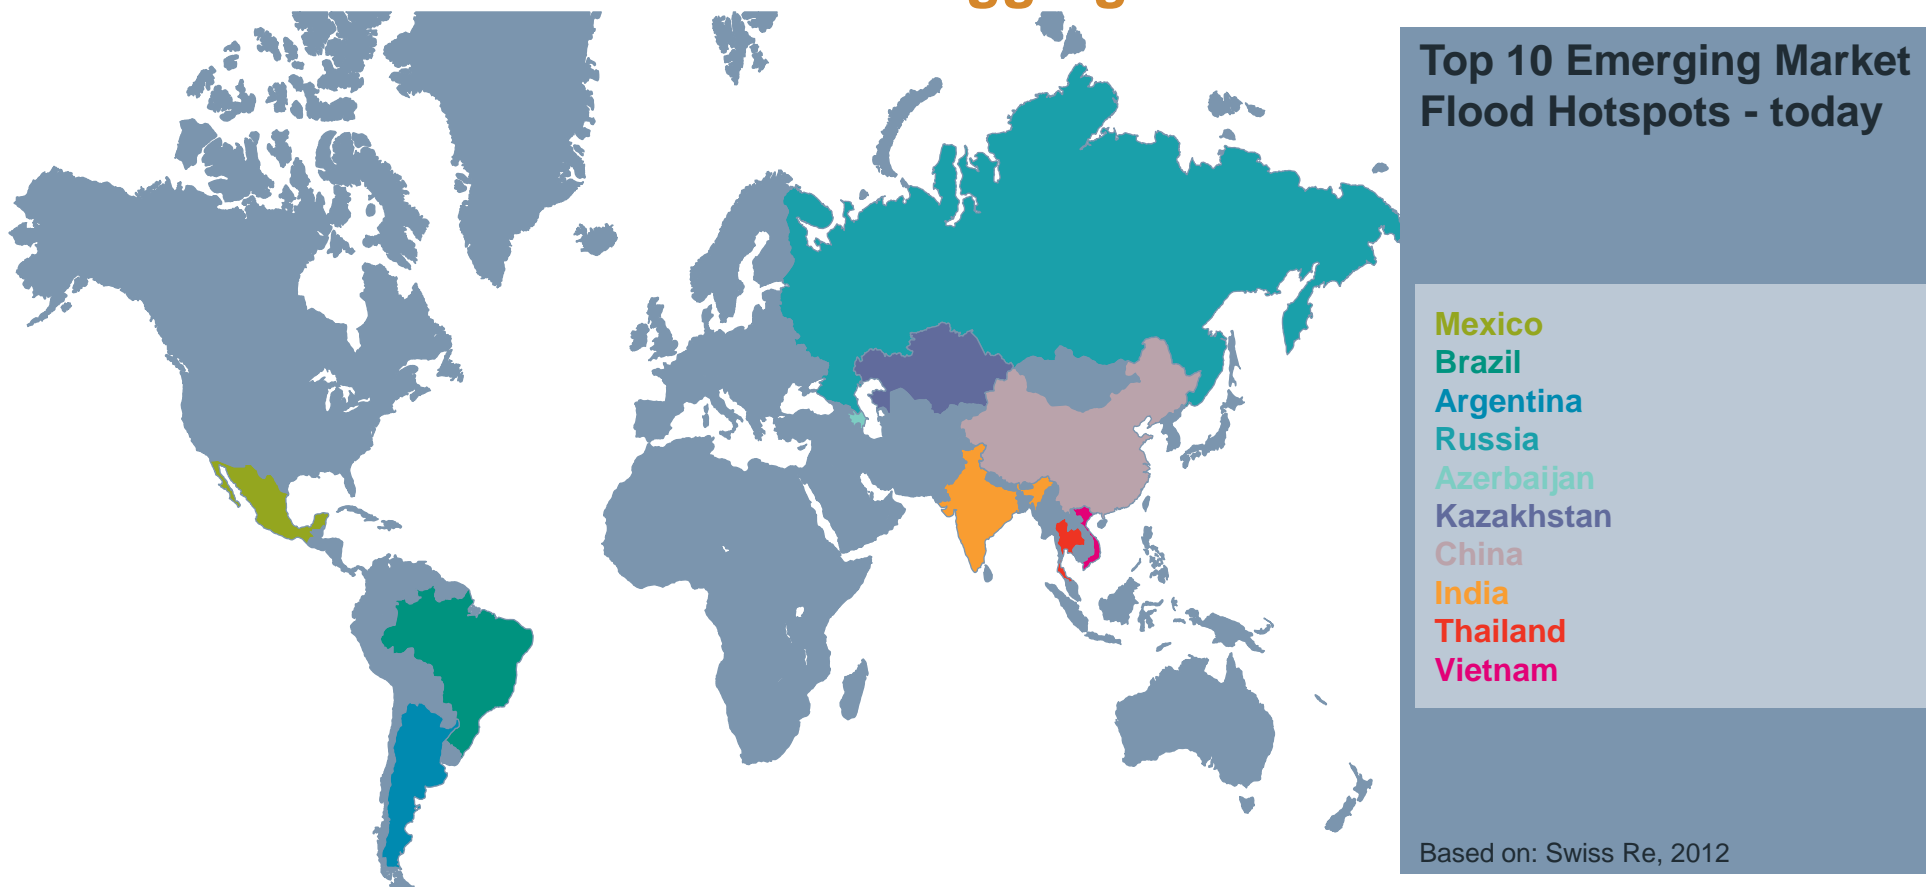 Top 10 Emerging Market
Flood Hotspots - today
Mexico
Brazil
Argentina
Russia
Azerbaijan
Kazakhstan
China
India
Thailand
Vietnam
Based on: Swiss Re, 2012